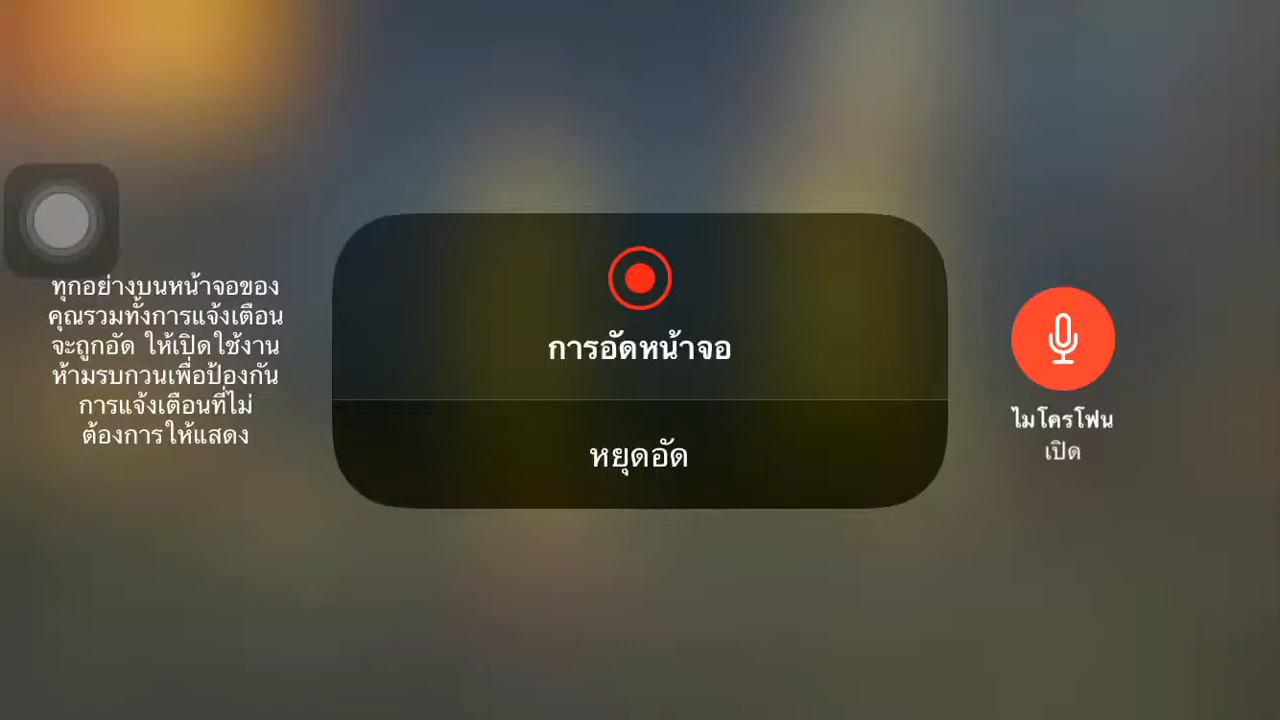 ทุกอย่างบนหน้าจอของ
คุณรวมทั้งการแจ้งเตือน
จะถูกอัด ให้เปิดใช้งาน
ห้ามรบกวนเพื่อป้องกัน
การแจ้งเตือนที่ไม่
ต้องการให้แสดง
การอัดหน้าจอ
หยุดอัด
ไมโครโฟน
เปิด